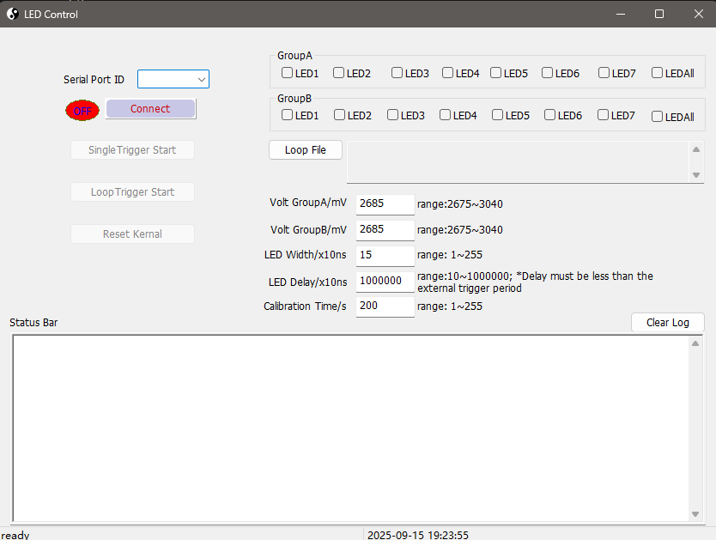 LED Control
Serial Port ID
OFF Connect
SingleTrigger Start
LoopTrigger Start
Reset Kernal
GroupA
LED1 LED2 LED3 LED4 LED5 LED6 LED7 LEDAll
GroupB
LED1 LED2 LED3 LED4 LED5 LED6 LED7 LEDAll
Loop File
Volt GroupA/mV 2685 range:2675~3040
Volt GroupB/mV 2685 range:2675~3040
LED Width/x10ns 15 range: 1~255
LED Delay/x10ns 1000000 range:10~1000000; *Delay must be less than the
external trigger period
Calibration Time/s 200 range: 1~255
Status Bar Clear Log
ready 2025-09-15 19:23:55